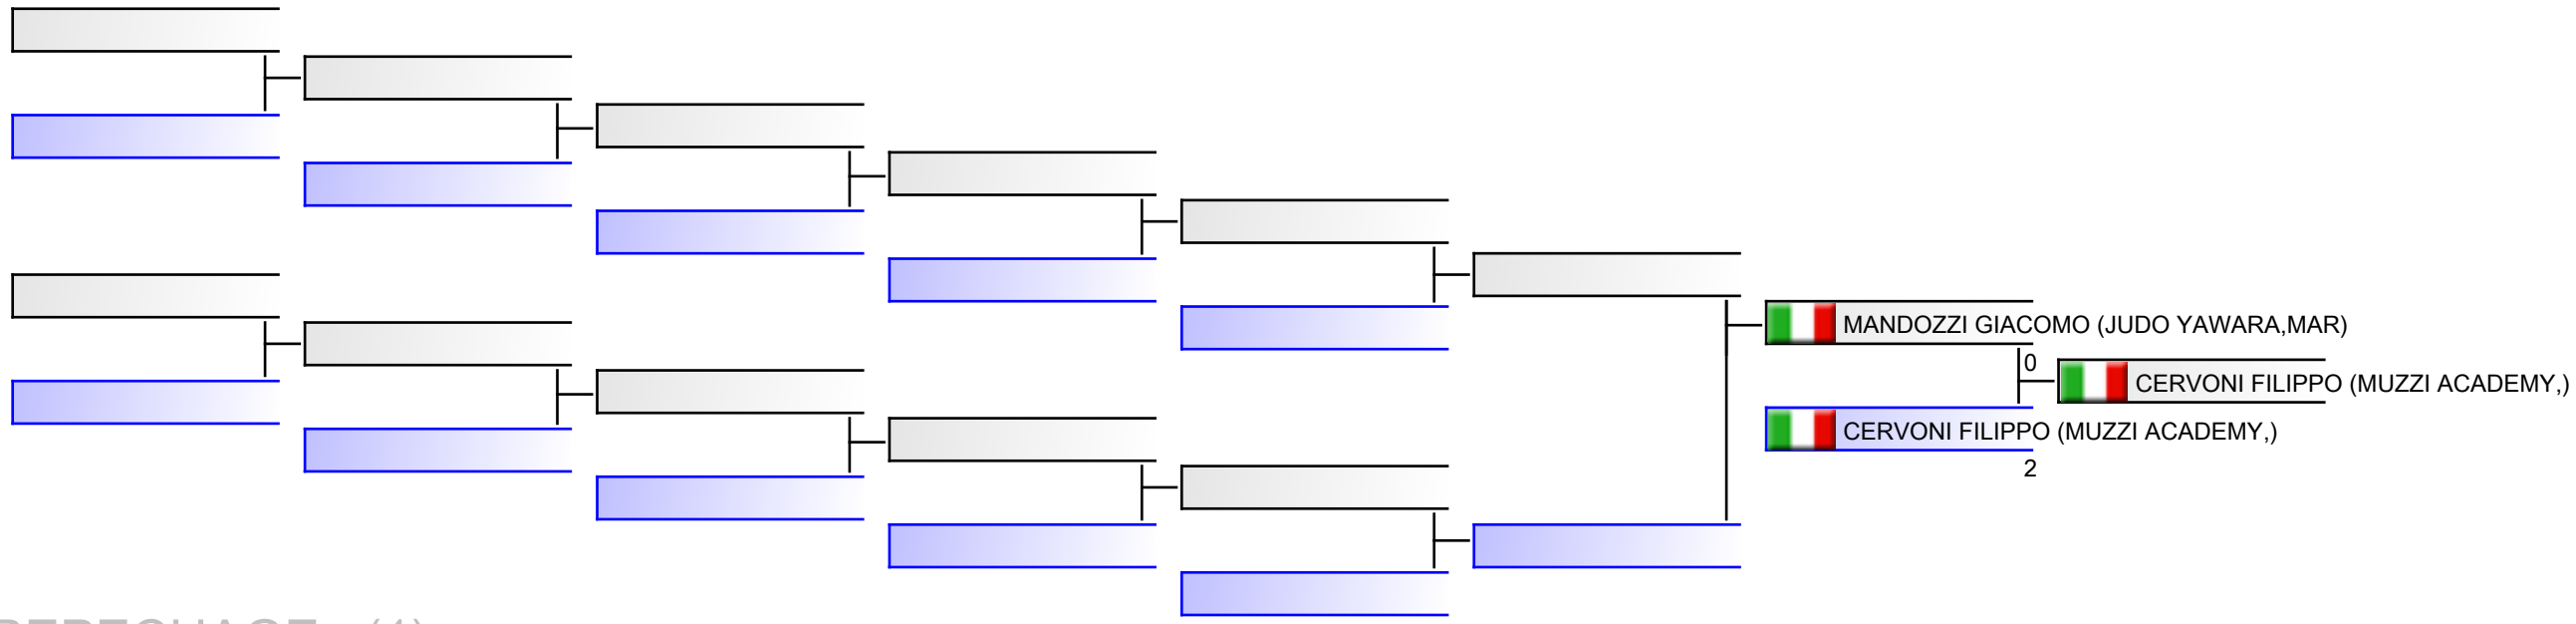 MANDOZZI GIACOMO (JUDO YAWARA,MAR)
0
CERVONI FILIPPO (MUZZI ACADEMY,)
CERVONI FILIPPO (MUZZI ACADEMY,)
2